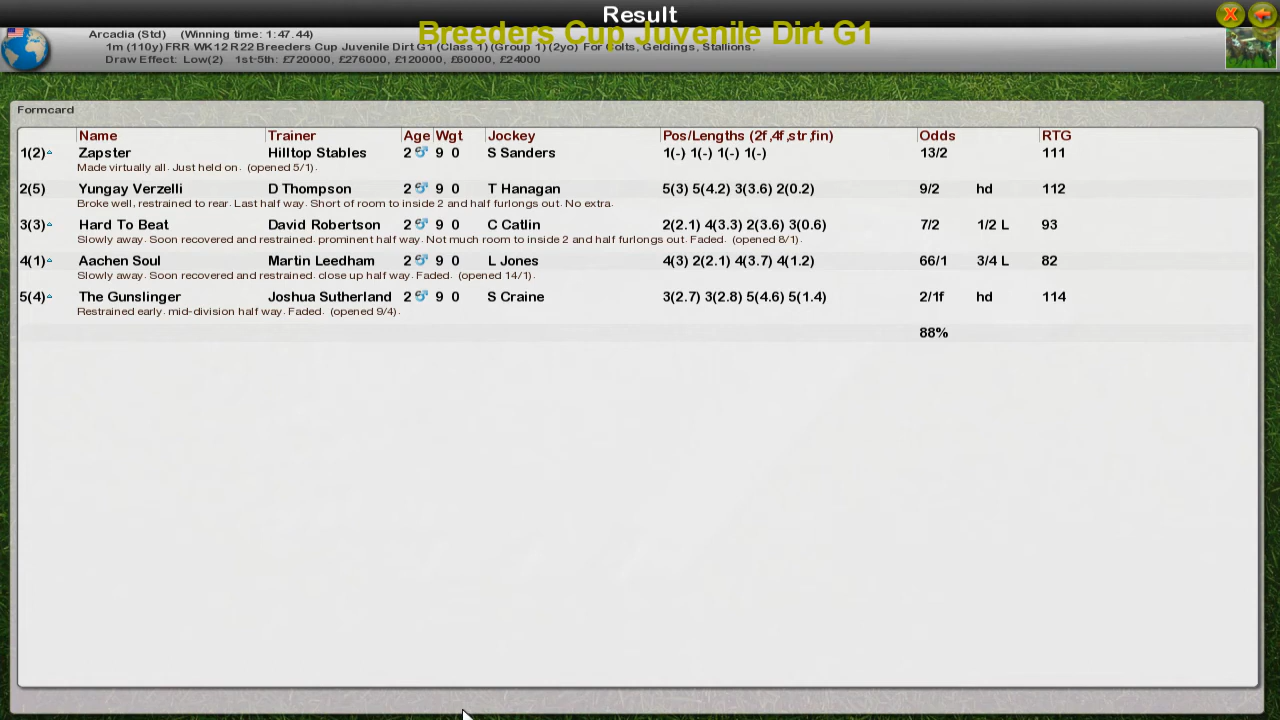 Result
Breeders Cup Juvenile Dirt G1
Arcadia (Std) (Winning time: 1:47.44)
1m (110y) FRR WK12 R22 Breeders Cup Juvenile Dirt G1 (Class 1) (Group 1) (2yo) For Colts, Geldings, Stallions.
Draw Effect: Low(2) 1st-5th: £720000, £276000, £120000, £60000, £24000
Formcard
Name Trainer Age Wgt Jockey Pos/Lengths (2f,4f,str,fin) Odds RTG
1(2) Zapster Hilltop Stables 2 9 0 S Sanders 1(-) 1(-) 1(-) 1(-) 13/2 111
Made virtually all. Just held on. (opened 5/1).
2(5) Yungay Verzelli D Thompson 2 9 0 T Hanagan 5(3) 5(4.2) 3(3.6) 2(0.2) 9/2 hd 112
Broke well, restrained to rear. Last half way. Short of room to inside 2 and half furlongs out. No extra.
3(3) Hard To Beat David Robertson 2 9 0 C Catlin 2(2.1) 4(3.3) 2(3.6) 3(0.6) 7/2 1/2 L 93
Slowly away. Soon recovered and restrained. prominent half way. Not much room to inside 2 and half furlongs out. Faded. (opened 8/1).
4(1) Aachen Soul Martin Leedham 2 9 0 L Jones 4(3) 2(2.1) 4(3.7) 4(1.2) 66/1 3/4 L 82
Slowly away. Soon recovered and restrained. close up half way. Faded. (opened 14/1).
5(4) The Gunslinger Joshua Sutherland 2 9 0 S Craine 3(2.7) 3(2.8) 5(4.6) 5(1.4) 2/1f hd 114
Restrained early. mid-division half way. Faded. (opened 9/4).
88%